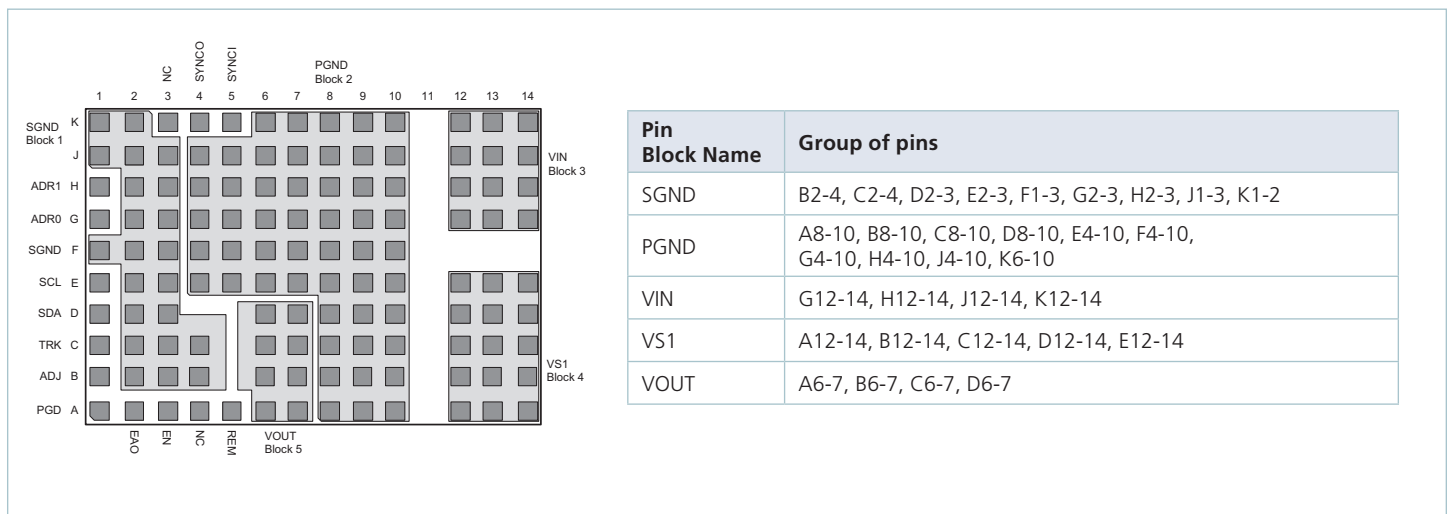 NC
SYNCO
SYNCI
PGND
Block 2
1 2 3 4 5 6 7 8 9 10 11 12 13 14
SGND
Block 1
K
J
ADR1 H
ADR0 G
SGND F
SCL E
SDA D
TRK C
ADJ B
PGD A
VIN
Block 3
VS1
Block 4
EAO
EN
NC
REM
VOUT
Block 5
Pin
Block Name
Group of pins
SGND
B2-4, C2-4, D2-3, E2-3, F1-3, G2-3, H2-3, J1-3, K1-2
PGND
A8-10, B8-10, C8-10, D8-10, E4-10, F4-10,
G4-10, H4-10, J4-10, K6-10
VIN
G12-14, H12-14, J12-14, K12-14
VS1
A12-14, B12-14, C12-14, D12-14, E12-14
VOUT
A6-7, B6-7, C6-7, D6-7